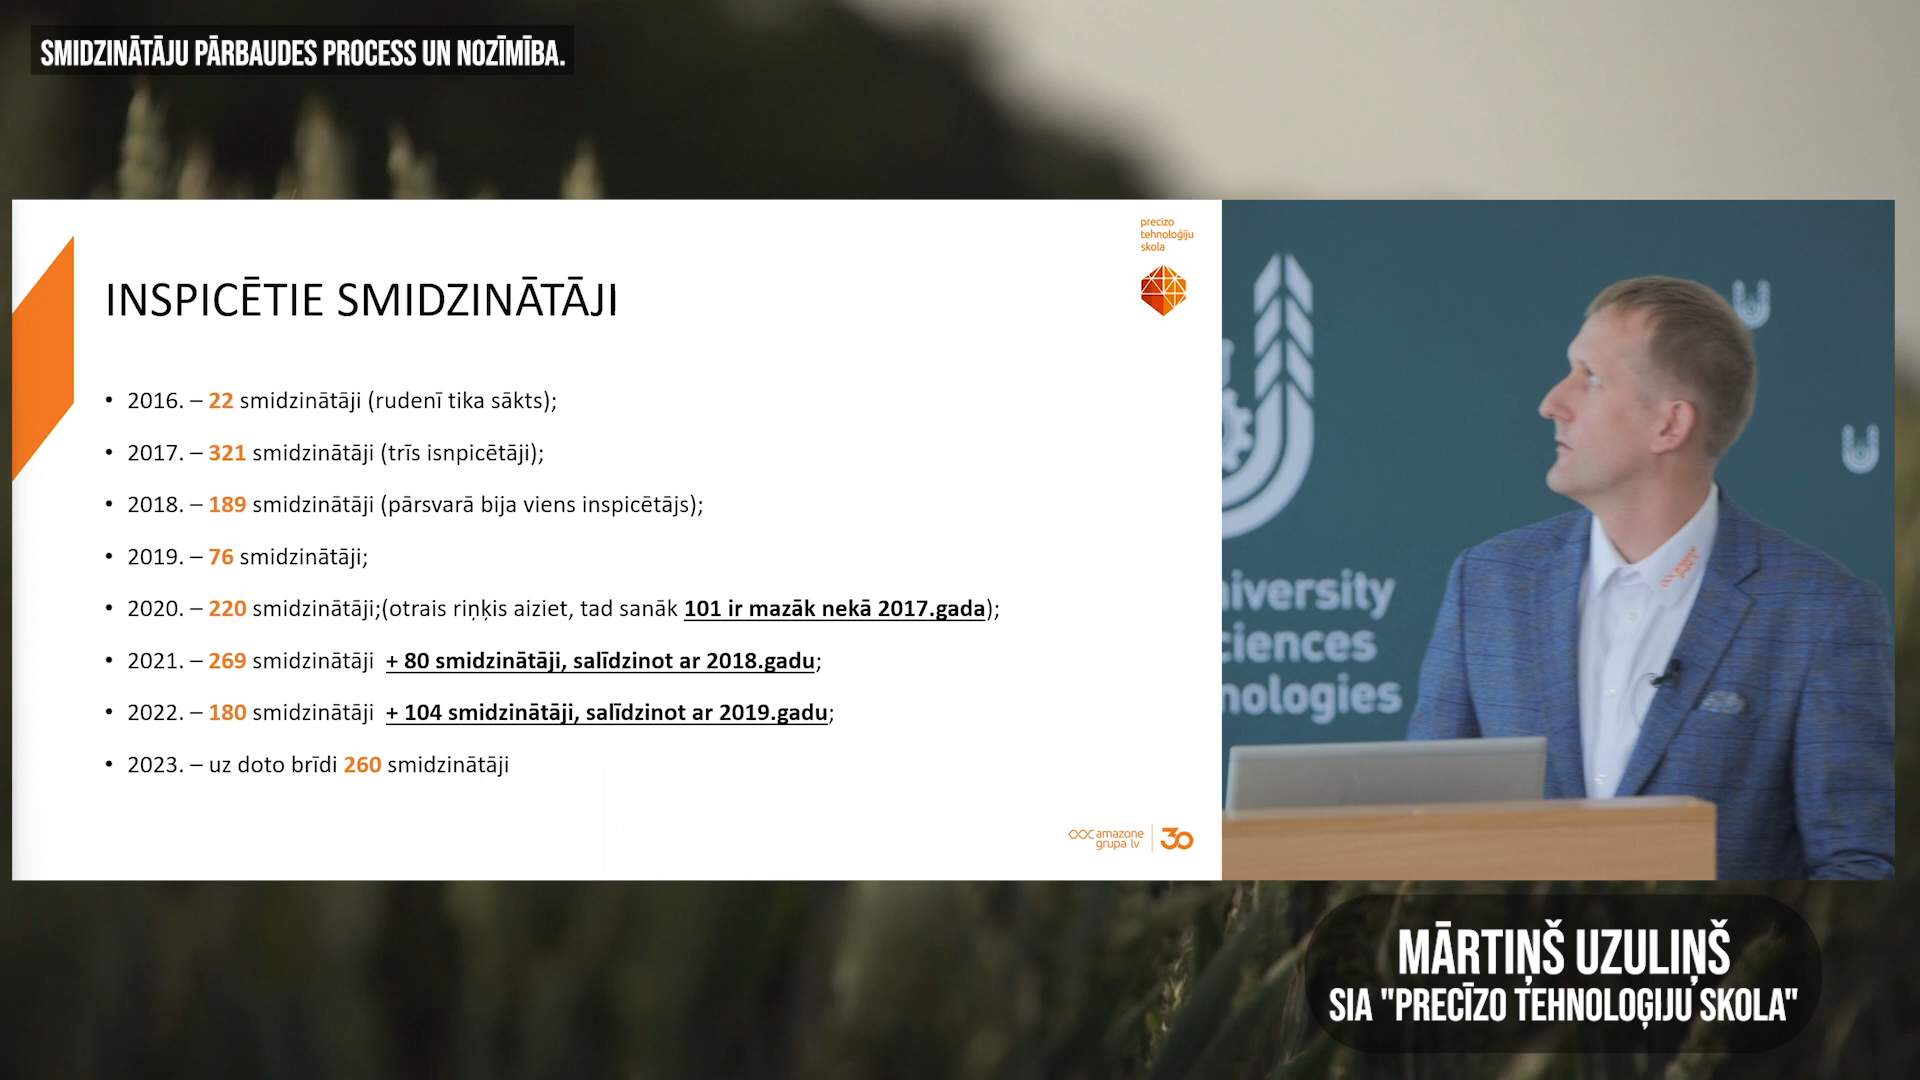 SMIDZINĀTĀJU PĀRBAUDES PROCESS UN NOZĪMĪBA.
precīzo
tehnoloģiju
skola
INSPICĒTIE SMIDZINĀTĀJI
• 2016. – 22 smidzinātāji (rudenī tika sākts);
• 2017. – 321 smidzinātāji (trīs isnpicētāji);
• 2018. – 189 smidzinātāji (pārsvarā bija viens inspicētājs);
• 2019. – 76 smidzinātāji;
• 2020. – 220 smidzinātāji;(otrais riņķis aiziet, tad sanāk 101 ir mazāk nekā 2017.gada);
• 2021. – 269 smidzinātāji + 80 smidzinātāji, salīdzinot ar 2018.gadu;
• 2022. – 180 smidzinātāji + 104 smidzinātāji, salīdzinot ar 2019.gadu;
• 2023. – uz doto brīdi 260 smidzinātāji
amazone
grupa lv
30
MĀRTIŅŠ UZULIŅŠ
SIA "PRECĪZO TEHNOLOĢIJU SKOLA"